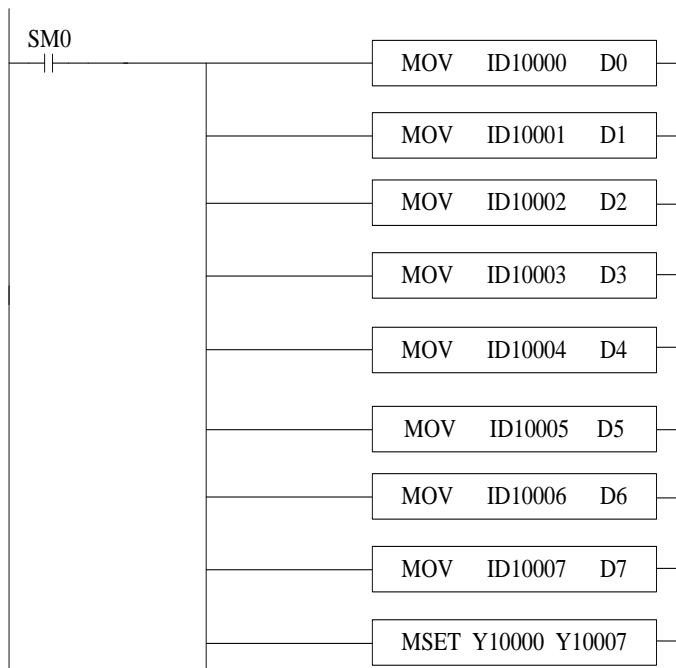 SM0
MOV ID10000 D0
MOV ID10001 D1
MOV ID10002 D2
MOV ID10003 D3
MOV ID10004 D4
MOV ID10005 D5
MOV ID10006 D6
MOV ID10007 D7
MSET Y10000 Y10007